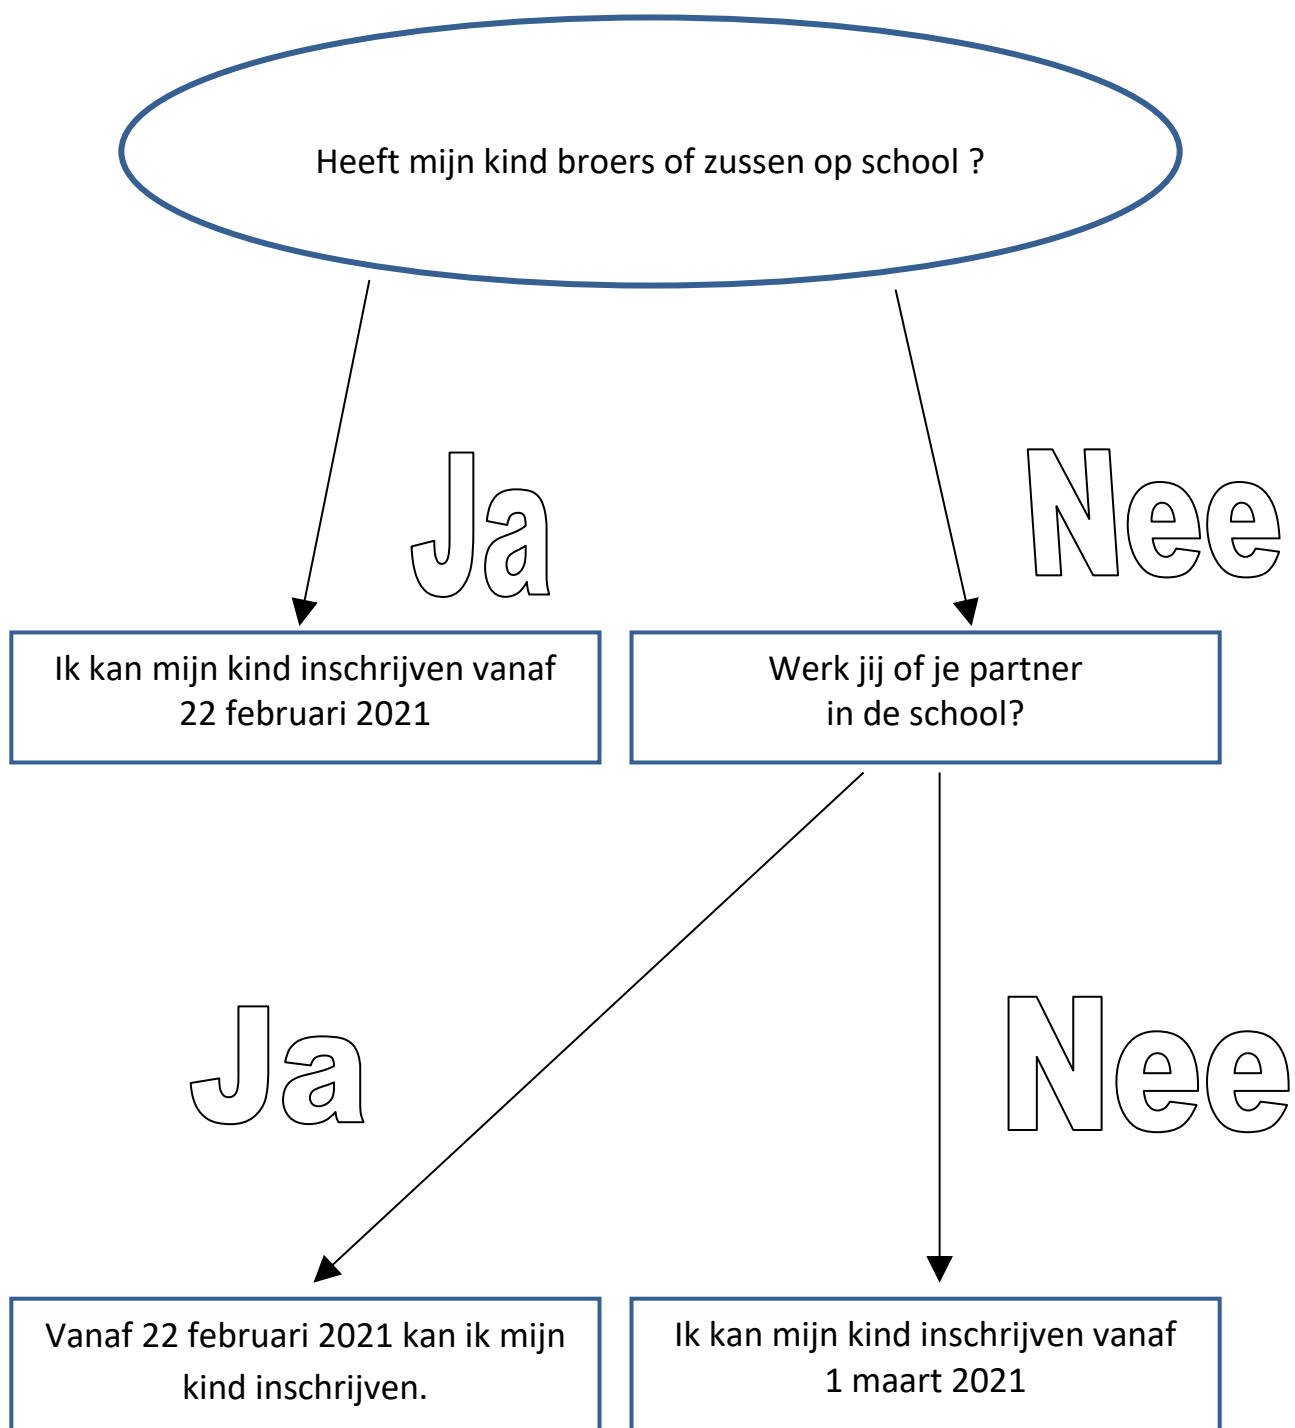 Heeft mijn kind broers of zussen op school ?
Ja
Nee
Ik kan mijn kind inschrijven vanaf
22 februari 2021
Werk jij of je partner
in de school?
Ja
Nee
Vanaf 22 februari 2021 kan ik mijn
kind inschrijven.
Ik kan mijn kind inschrijven vanaf
1 maart 2021